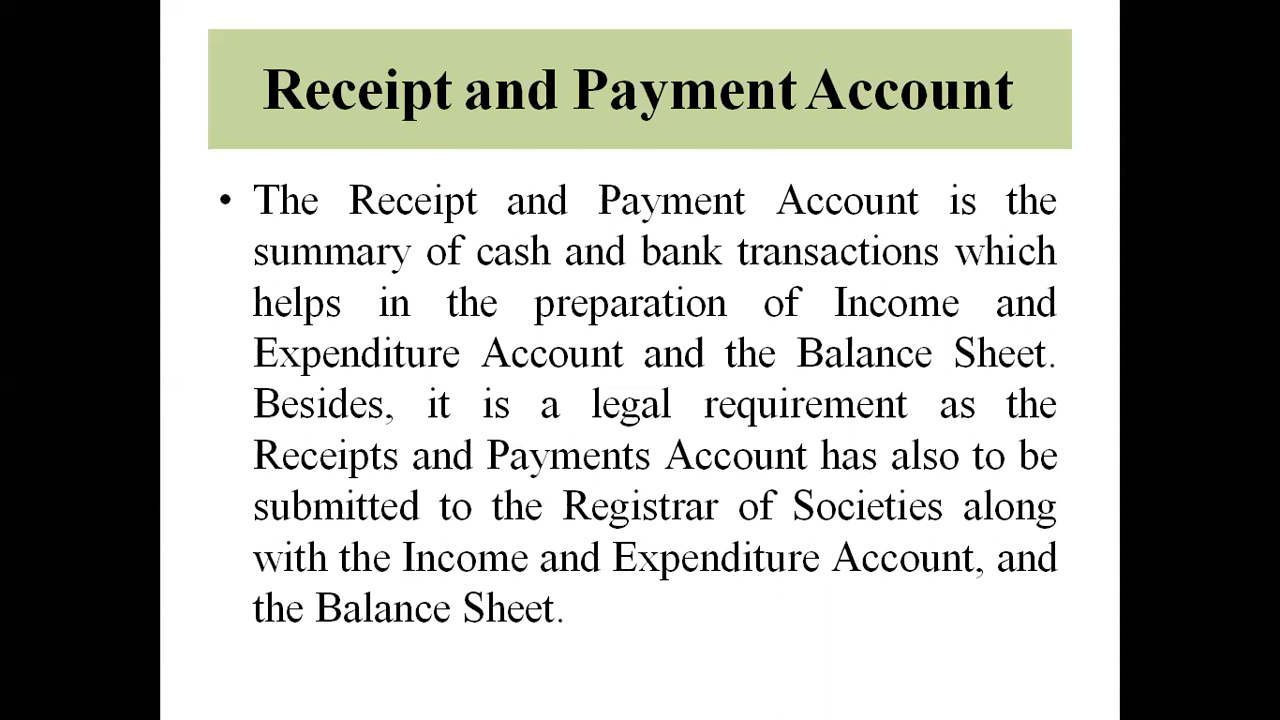 Receipt and Payment Account
• The Receipt and Payment Account is the
summary of cash and bank transactions which
helps in the preparation of Income and
Expenditure Account and the Balance Sheet.
Besides, it is a legal requirement as the
Receipts and Payments Account has also to be
submitted to the Registrar of Societies along
with the Income and Expenditure Account, and
the Balance Sheet.